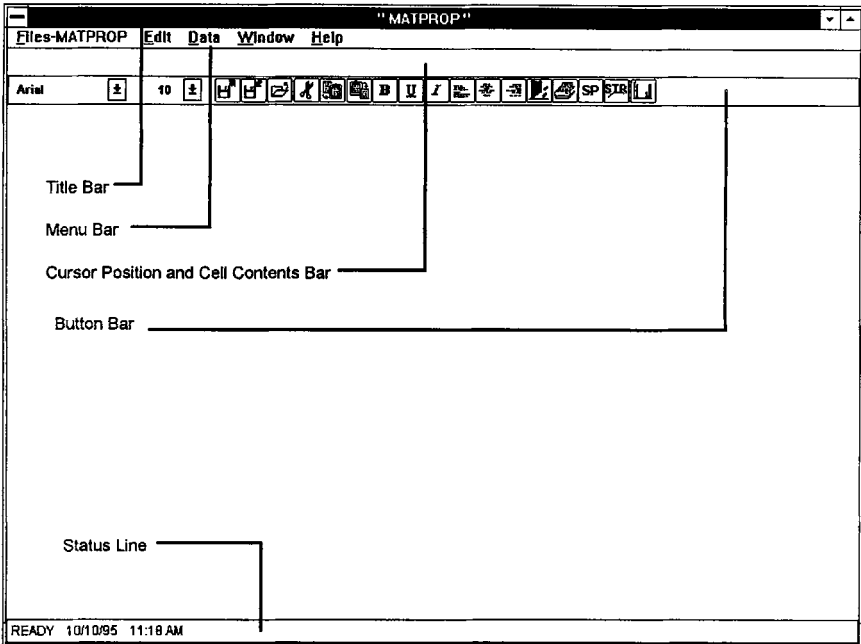 "MATPROP"
Files-MATPROP Edit Data Window Help
Arial 10 B U I SP STR
Title Bar
Menu Bar
Cursor Position and Cell Contents Bar
Button Bar
Status Line
READY 10/10/95 11:18 AM